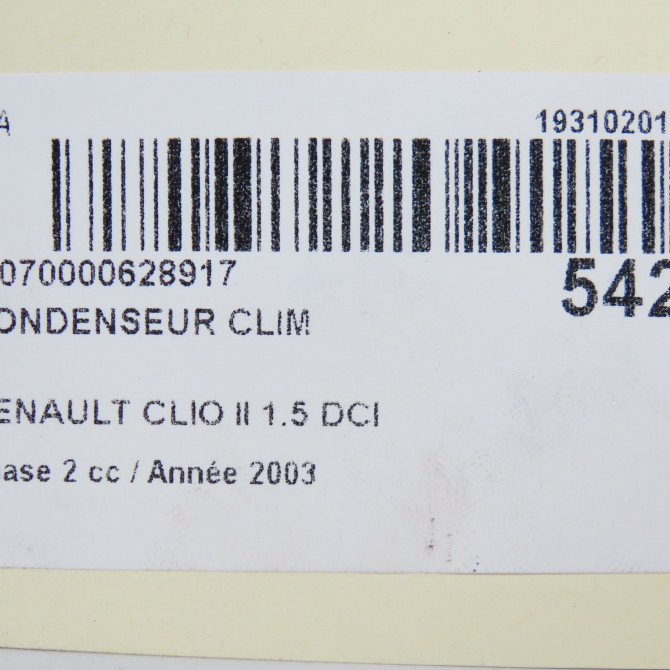 A 19310201
070000628917 542
ONDENSEUR CLIM
ENAULT CLIO II 1.5 DCI
ase 2 cc / Année 2003